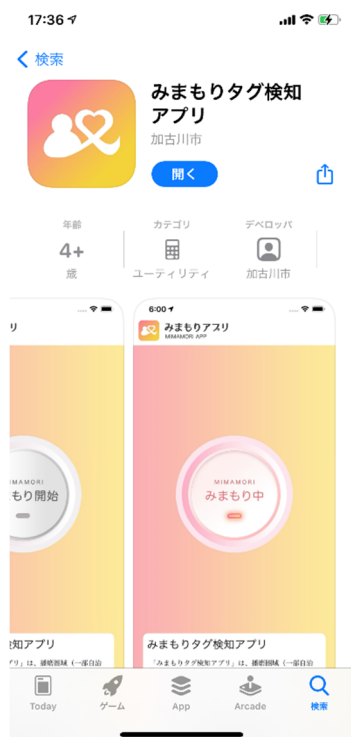 17:36
検索
みまもりタグ検知
アプリ
加古川市
開く
年齢
4+
歳
カテゴリ
ユーティリティ
デベロッパ
加古川市
リ
MIMAMORI
もり開始
知アプリ
6:00
みまもりアプリ
MIMAMORI APP
MIMAMORI
みまもり中
みまもりタグ検知アプリ
「みまもりタグ検知アプリ」は、播磨圏域（一部自治
Today
ゲーム
App
Arcade
検索